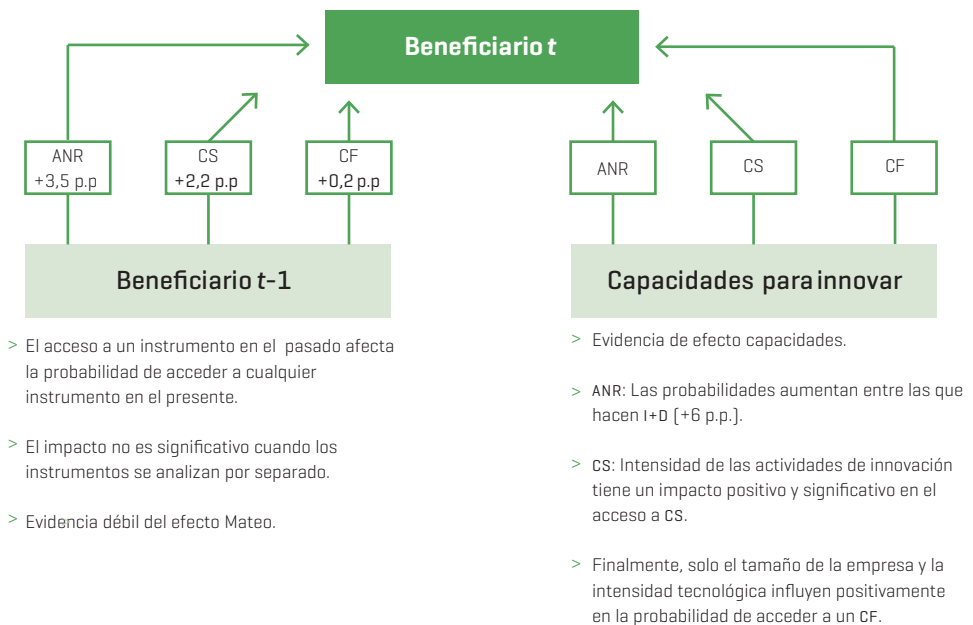 Beneficiario t
ANR
+3,5 p.p
CS
+2,2 p.p
CF
+0,2 p.p
Beneficiario t-1
> El acceso a un instrumento en el pasado afecta
la probabilidad de acceder a cualquier
instrumento en el presente.
> El impacto no es significativo cuando los
instrumentos se analizan por separado.
> Evidencia débil del efecto Mateo.
ANR
CS
CF
Capacidades para innovar
> Evidencia de efecto capacidades.
> ANR: Las probabilidades aumentan entre las que
hacen I+D [+6 p.p.].
> CS: Intensidad de las actividades de innovación
tiene un impacto positivo y significativo en el
acceso a CS.
> Finalmente, solo el tamaño de la empresa y la
intensidad tecnológica influyen positivamente
en la probabilidad de acceder a un CF.